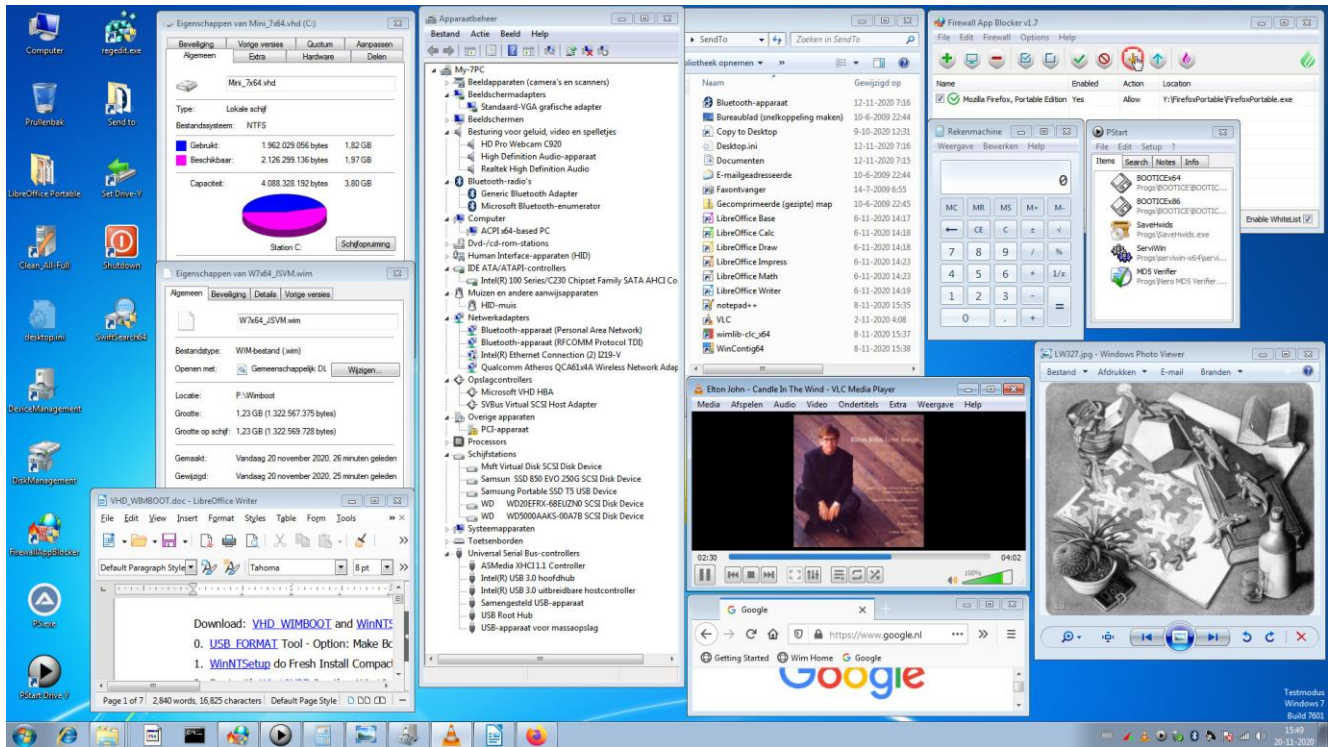 Computer
regedit.exe
Prullenbak
Send to
LibreOffice Portable
Set Drive-Y
Clean_All-Full
Shutdown
desktop.ini
SwiftSearch64
DeviceManagement
DiskManagement
FirewallAppBlocker
PS.exe
PStart Drive-Y
Eigenschappen van Mini_7x64.vhd (C:)
Beveiliging Vorige versies Quotum Aanpassen
Algemeen Extra Hardware Delen
Mini_7x64.vhd
Type: Lokale schijf
Bestandssysteem: NTFS
Gebruikt: 1.962.029.056 bytes 1,82 GB
Beschikbaar: 2.126.299.136 bytes 1,97 GB
Capaciteit: 4.088.328.192 bytes 3,80 GB
Station C: Schijfopruiming
Eigenschappen van W7x64_JSVM.wim
Algemeen Beveiliging Details Vorige versies
W7x64_JSVM.wim
Bestandstype: WIM-bestand (.wim)
Openen met: Gemeenschappelijk DL Wijzigen...
Locatie: P:\Wimboot
Grootte: 1,23 GB (1.322.567.375 bytes)
Grootte op schijf: 1,23 GB (1.322.569.728 bytes)
Gemaakt: Vandaag 20 november 2020, 26 minuten geleden
Gewijzigd: Vandaag 20 november 2020, 25 minuten geleden
VHD_WIMBOOT.doc - LibreOffice Writer
File Edit View Insert Format Styles Table Form Tools
Default Paragraph Style Tahoma 8 pt
Download: VHD_WIMBOOT and WinNTS
0. USB_FORMAT Tool - Option: Make Bo
1. WinNTSetup do Fresh Install Compact
Page 1 of 7 2,840 words, 16,825 characters Default Page Style
Apparaatbeheer
Bestand Actie Beeld Help
My-7PC
Beeldapparaten (camera's en scanners)
Beeldschermadapters
Standaard-VGA grafische adapter
Beeldschermen
Besturing voor geluid, video en spelletjes
HD Pro Webcam C920
High Definition Audio-apparaat
Realtek High Definition Audio
Bluetooth-radio's
Generic Bluetooth Adapter
Microsoft Bluetooth-enumerator
Computer
ACPI x64-based PC
Dvd-/cd-rom-stations
Human Interface-apparaten (HID)
IDE ATA/ATAPI-controllers
Intel(R) 100 Series/C230 Chipset Family SATA AHCI Co
Muizen en andere aanwijsapparaten
HID-muis
Netwerkadapters
Bluetooth-apparaat (Personal Area Network)
Bluetooth-apparaat (RFCOMM Protocol TDI)
Intel(R) Ethernet Connection (2) I219-V
Qualcomm Atheros QCA61x4A Wireless Network Adap
Opslagcontrollers
Microsoft VHD HBA
SVBus Virtual SCSI Host Adapter
Overige apparaten
PCI-apparaat
Processors
Schijfstations
Msft Virtual Disk SCSI Disk Device
Samsun SSD 850 EVO 250G SCSI Disk Device
Samsung Portable SSD T5 USB Device
WD WD20EFRX-68EUZN0 SCSI Disk Device
WD WD5000AAKS-00A7B SCSI Disk Device
Systeemapparaten
Toetsenborden
Universal Serial Bus-controllers
ASMedia XHCI1.1 Controller
Intel(R) USB 3.0 hoofdhub
Intel(R) USB 3.0 uitbreidbare hostcontroller
Samengesteld USB-apparaat
USB Root Hub
USB-apparaat voor massaopslag
SendTo Zoeken in SendTo
bliotheek opnemen
Naam Gewijzigd op
Bluetooth-apparaat 12-11-2020 7:16
Bureaublad (snelkoppeling maken) 10-6-2009 22:44
Copy to Desktop 9-10-2020 12:31
Desktop.ini 12-11-2020 7:16
Documenten 12-11-2020 7:15
E-mailgeadresseerde 10-6-2009 22:44
Faxontvanger 14-7-2009 6:55
Gecomprimeerde (gezipte) map 10-6-2009 22:45
LibreOffice Base 6-11-2020 14:17
LibreOffice Calc 6-11-2020 14:18
LibreOffice Draw 6-11-2020 14:18
LibreOffice Impress 6-11-2020 14:23
LibreOffice Math 6-11-2020 14:23
LibreOffice Writer 6-11-2020 14:19
notepad++ 8-11-2020 15:35
VLC 2-11-2020 4:08
wimlib-clc_x64 8-11-2020 15:37
WinContig64 8-11-2020 15:38
Elton John - Candle In The Wind - VLC Media Player
Media Afspelen Audio Video Ondertitels Extra Weergave Help
Elton John Love Songs
02:30 04:02
100%
Google
https://www.google.nl
Getting Started Wim Home Google
Google
Firewall App Blocker v1.7
File Edit Firewall Options Help
Name Enabled Action Location
Mozilla Firefox, Portable Edition Yes Allow Y:\FirefoxPortable\FirefoxPortable.exe
Enable WhiteList
Rekenmachine
Weergave Bewerken Help
0
MC MR MS M+ M-
← CE C ± √
7 8 9 / %
4 5 6 * 1/x
1 2 3 - =
0 , +
PStart
File Edit Setup ?
Items Search Notes Info
BOOTICEx64
Progs\BOOTICE\BOOTIC...
BOOTICEx86
Progs\BOOTICE\BOOTIC...
SaveHwids
Progs\SaveHwids.exe
ServiWin
Progs\serviwin-x64\servi...
MD5 Verifier
Progs\Nero MD5 Verifier....
LW327.jpg - Windows Photo Viewer
Bestand Afdrukken E-mail Branden
Testmodus
Windows 7
Build 7601
15:49
20-11-2020